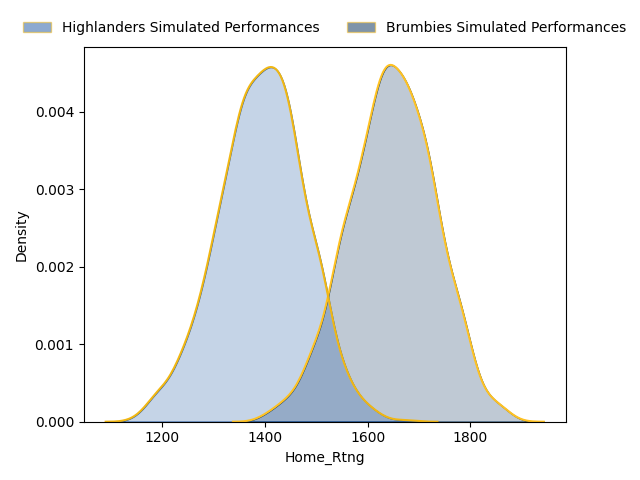 Highlanders Simulated Performances
Brumbies Simulated Performances
0.004
0.003
0.002
0.001
0.000
Density
1200
1400
1600
1800
Home_Rtng